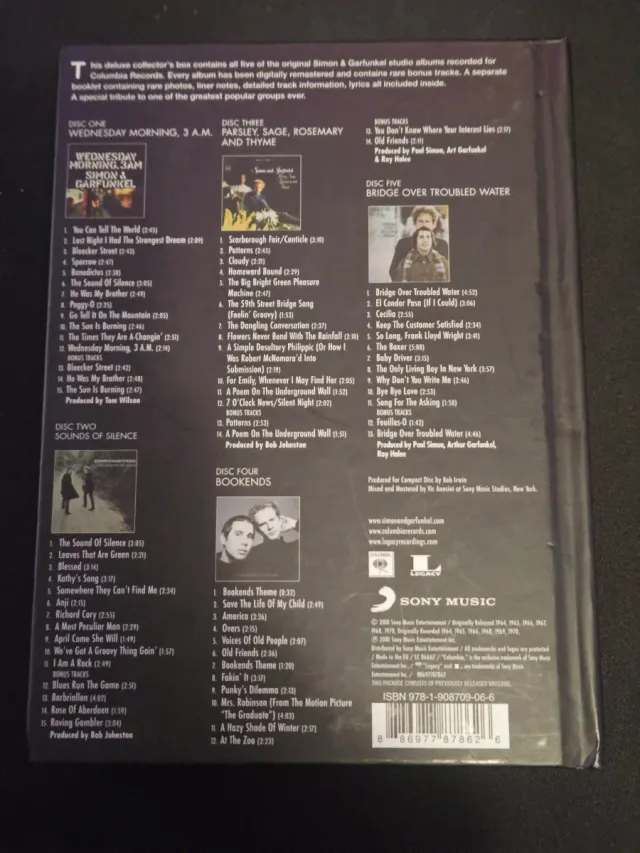 This deluxe collector's box contains all five of the original Simon & Garfunkel studio albums recorded for
Columbia Records. Every album has been digitally remastered and contains rare bonus tracks. A separate
booklet containing rare photos, liner notes, detailed track information, lyrics all included inside.
A special tribute to one of the greatest popular groups ever.
DISC ONE
WEDNESDAY MORNING, 3 A.M.
WEDNESDAY
MORNING, 3AM
SIMON &
GARFUNKEL
1. You Can Tell The World (2:45)
2. Last Night I Had The Strangest Dream (2:09)
3. Bleecker Street (2:43)
4. Sparrow (2:47)
5. Benedictus (2:38)
6. The Sound Of Silence (3:05)
7. He Was My Brother (2:49)
8. Peggy-O (2:25)
9. Go Tell It On The Mountain (2:05)
10. The Sun Is Burning (2:46)
11. The Times They Are A-Changin' (2:51)
12. Wednesday Morning, 3 A.M. (2:14)
BONUS TRACKS
13. Bleecker Street (2:42)
14. He Was My Brother (2:48)
15. The Sun Is Burning (2:47)
Produced by Tom Wilson
DISC TWO
SOUNDS OF SILENCE
1. The Sound Of Silence (3:05)
2. Leaves That Are Green (2:21)
3. Blessed (3:14)
4. Kathy's Song (3:17)
5. Somewhere They Can't Find Me (2:34)
6. Anji (2:15)
7. Richard Cory (2:55)
8. A Most Peculiar Man (2:29)
9. April Come She Will (1:49)
10. We've Got A Groovy Thing Goin' (1:57)
11. I Am A Rock (2:49)
BONUS TRACKS
12. Blues Run The Game (2:51)
13. Barbriallen (4:02)
14. Rose Of Aberdeen (1:59)
15. Roving Gambler (3:04)
Produced by Bob Johnston
DISC THREE
PARSLEY, SAGE, ROSEMARY
AND THYME
1. Scarborough Fair/Canticle (3:10)
2. Patterns (2:45)
3. Cloudy (2:21)
4. Homeward Bound (2:29)
5. The Big Bright Green Pleasure
Machine (2:47)
6. The 59th Street Bridge Song
(Feelin' Groovy) (1:53)
7. The Dangling Conversation (2:37)
8. Flowers Never Bend With The Rainfall (2:10)
9. A Simple Desultory Philippic (Or How I
Was Robert McNamara'd Into
Submission) (2:19)
10. For Emily, Whenever I May Find Her (2:05)
11. A Poem On The Underground Wall (1:52)
12. 7 O'Clock News/Silent Night (2:02)
BONUS TRACKS
13. Patterns (2:53)
14. A Poem On The Underground Wall (1:51)
Produced by Bob Johnston
DISC FOUR
BOOKENDS
1. Bookends Theme (0:32)
2. Save The Life Of My Child (2:49)
3. America (3:36)
4. Overs (2:15)
5. Voices Of Old People (2:07)
6. Old Friends (2:36)
7. Bookends Theme (1:20)
8. Fakin' It (3:17)
9. Punky's Dilemma (2:13)
10. Mrs. Robinson (From The Motion Picture
"The Graduate") (4:03)
11. A Hazy Shade Of Winter (2:17)
12. At The Zoo (2:23)
BONUS TRACKS
13. You Don't Know Where Your Interest Lies (2:17)
14. Old Friends (2:11)
Produced by Paul Simon, Art Garfunkel
& Roy Halee
DISC FIVE
BRIDGE OVER TROUBLED WATER
1. Bridge Over Troubled Water (4:52)
2. El Condor Pasa (If I Could) (3:06)
3. Cecilia (2:55)
4. Keep The Customer Satisfied (2:34)
5. So Long, Frank Lloyd Wright (3:41)
6. The Boxer (5:08)
7. Baby Driver (3:15)
8. The Only Living Boy In New York (3:57)
9. Why Don't You Write Me (2:46)
10. Bye Bye Love (2:53)
11. Song For The Asking (1:50)
BONUS TRACKS
12. Feuilles-O (1:42)
13. Bridge Over Troubled Water (4:46)
Produced by Paul Simon, Arthur Garfunkel,
Roy Halee
Produced for Compact Disc by Bob Irwin
Mixed and Mastered by Vic Anesini at Sony Music Studios, New York.
www.simonandgarfunkel.com
www.columbiarecords.com
www.legacyrecordings.com
COLUMBIA
LEGACY
SONY MUSIC
Distributed by Sony Music Entertainment / All trademarks and logos are protected
THIS PACKAGE CONSISTS OF PREVIOUSLY RELEASED MATERIAL.
ISBN 978-1-908709-06-6
8 86977 87862 6